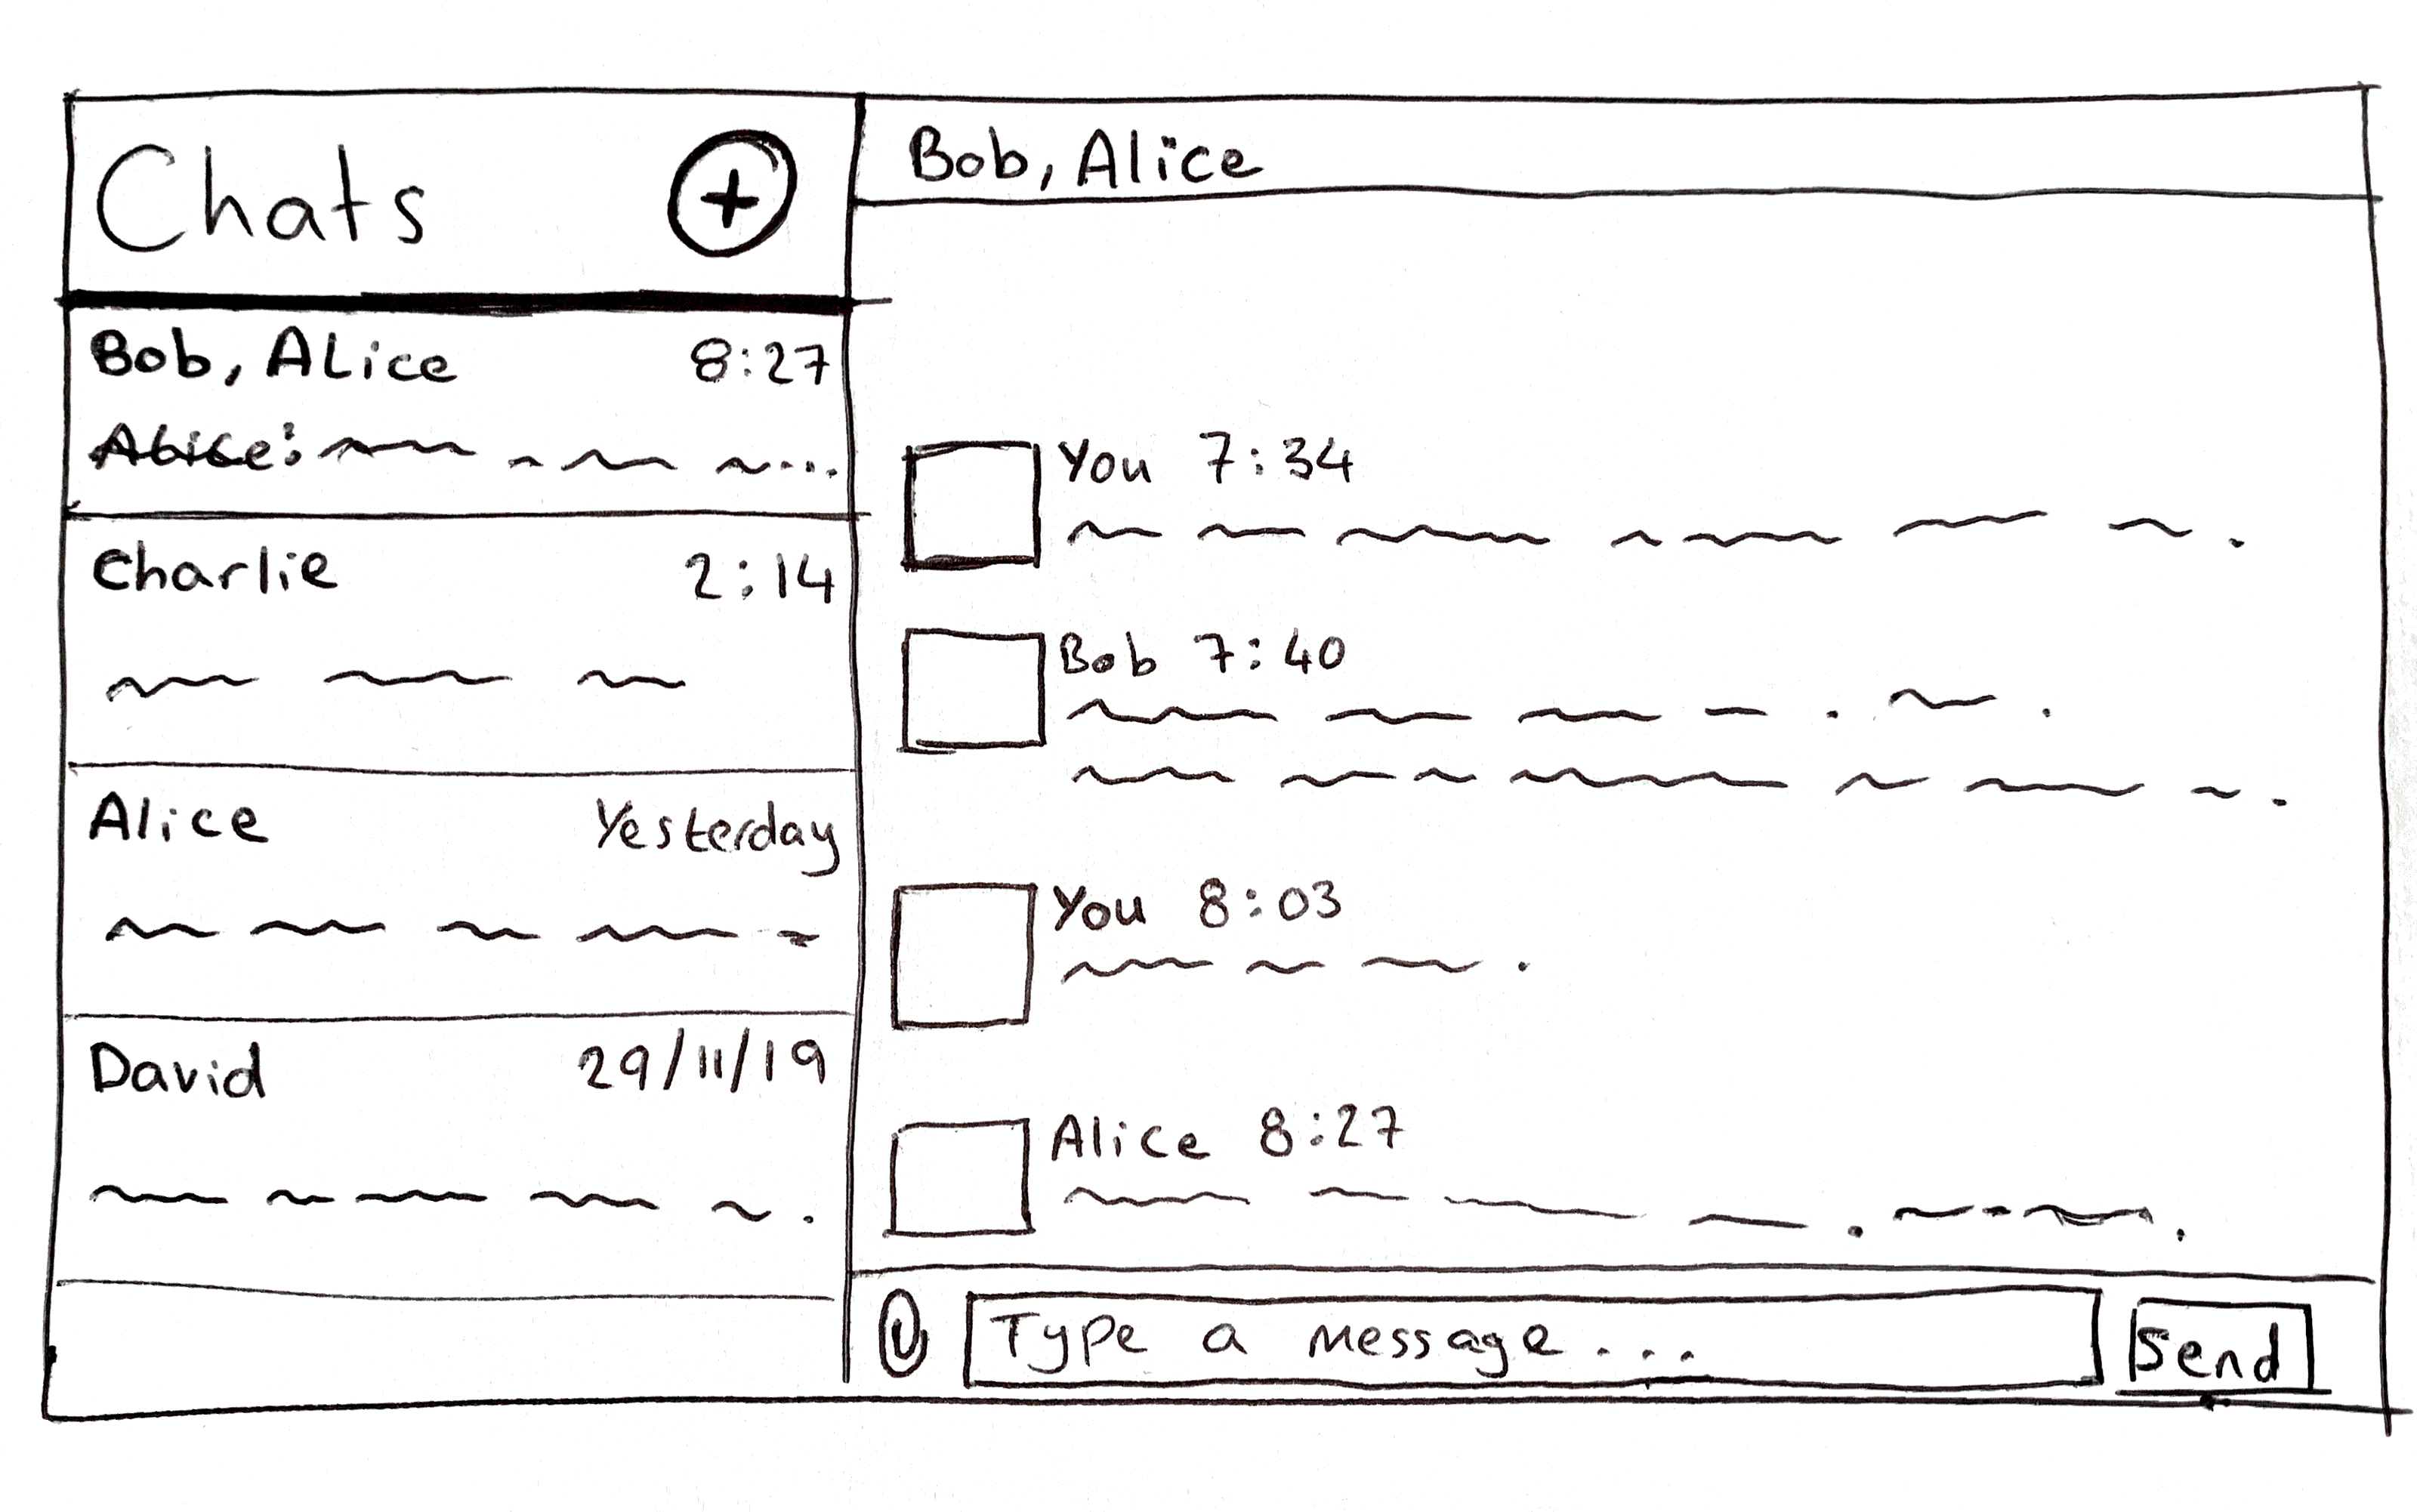 Chats +
Bob, Alice 8:27
Alice:
Charlie 2:14
Alice Yesterday
David 29/11/19
Bob, Alice
You 7:34
Bob 7:40
You 8:03
Alice 8:27
Type a message...
Send